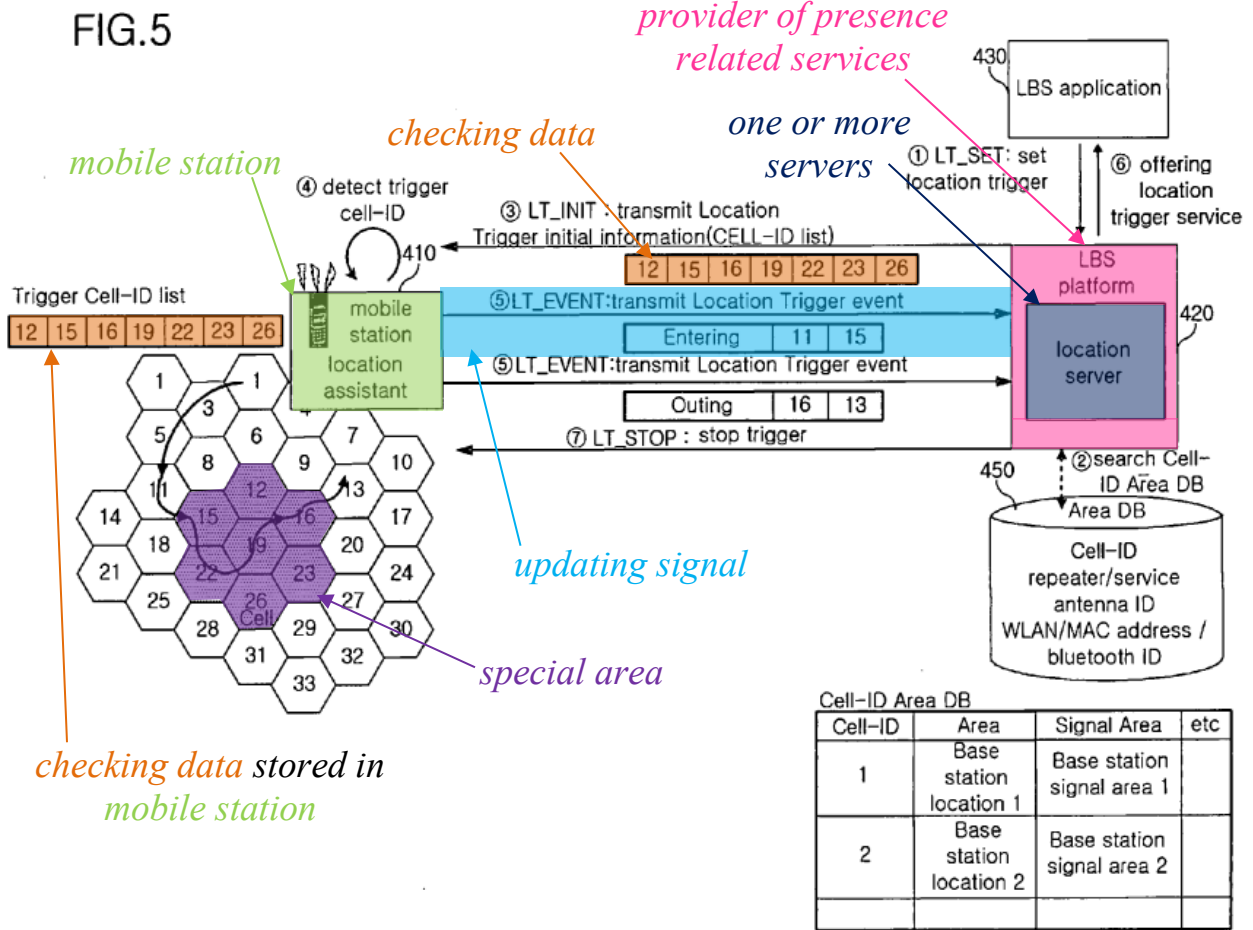 FIG.5
provider of presence
related services
430
LBS application
checking data
one or more
servers
mobile station
① LT_SET: set
location trigger
⑥ offering
location
trigger service
④ detect trigger
cell-ID
③ LT_INIT : transmit Location
Trigger initial information(CELL-ID list)
410
12 15 16 19 22 23 26
LBS
platform
420
location
server
Trigger Cell-ID list
12 15 16 19 22 23 26
mobile
station
location
assistant
⑤LT_EVENT:transmit Location Trigger event
Entering 11 15
⑤LT_EVENT:transmit Location Trigger event
Outing 16 13
⑦ LT_STOP : stop trigger
1 1
3 4
5 6 7
8 9 10
11 12 13
14 15 16 17
18 19 20
21 22 23 24
25 26 27
Cell
28 29 30
31 32
33
updating signal
special area
②search Cell-
ID Area DB
450
Area DB
Cell-ID
repeater/service
antenna ID
WLAN/MAC address /
bluetooth ID
checking data stored in
mobile station
Cell-ID Area DB
Cell-ID Area Signal Area etc
1 Base station location 1 Base station signal area 1
2 Base station location 2 Base station signal area 2